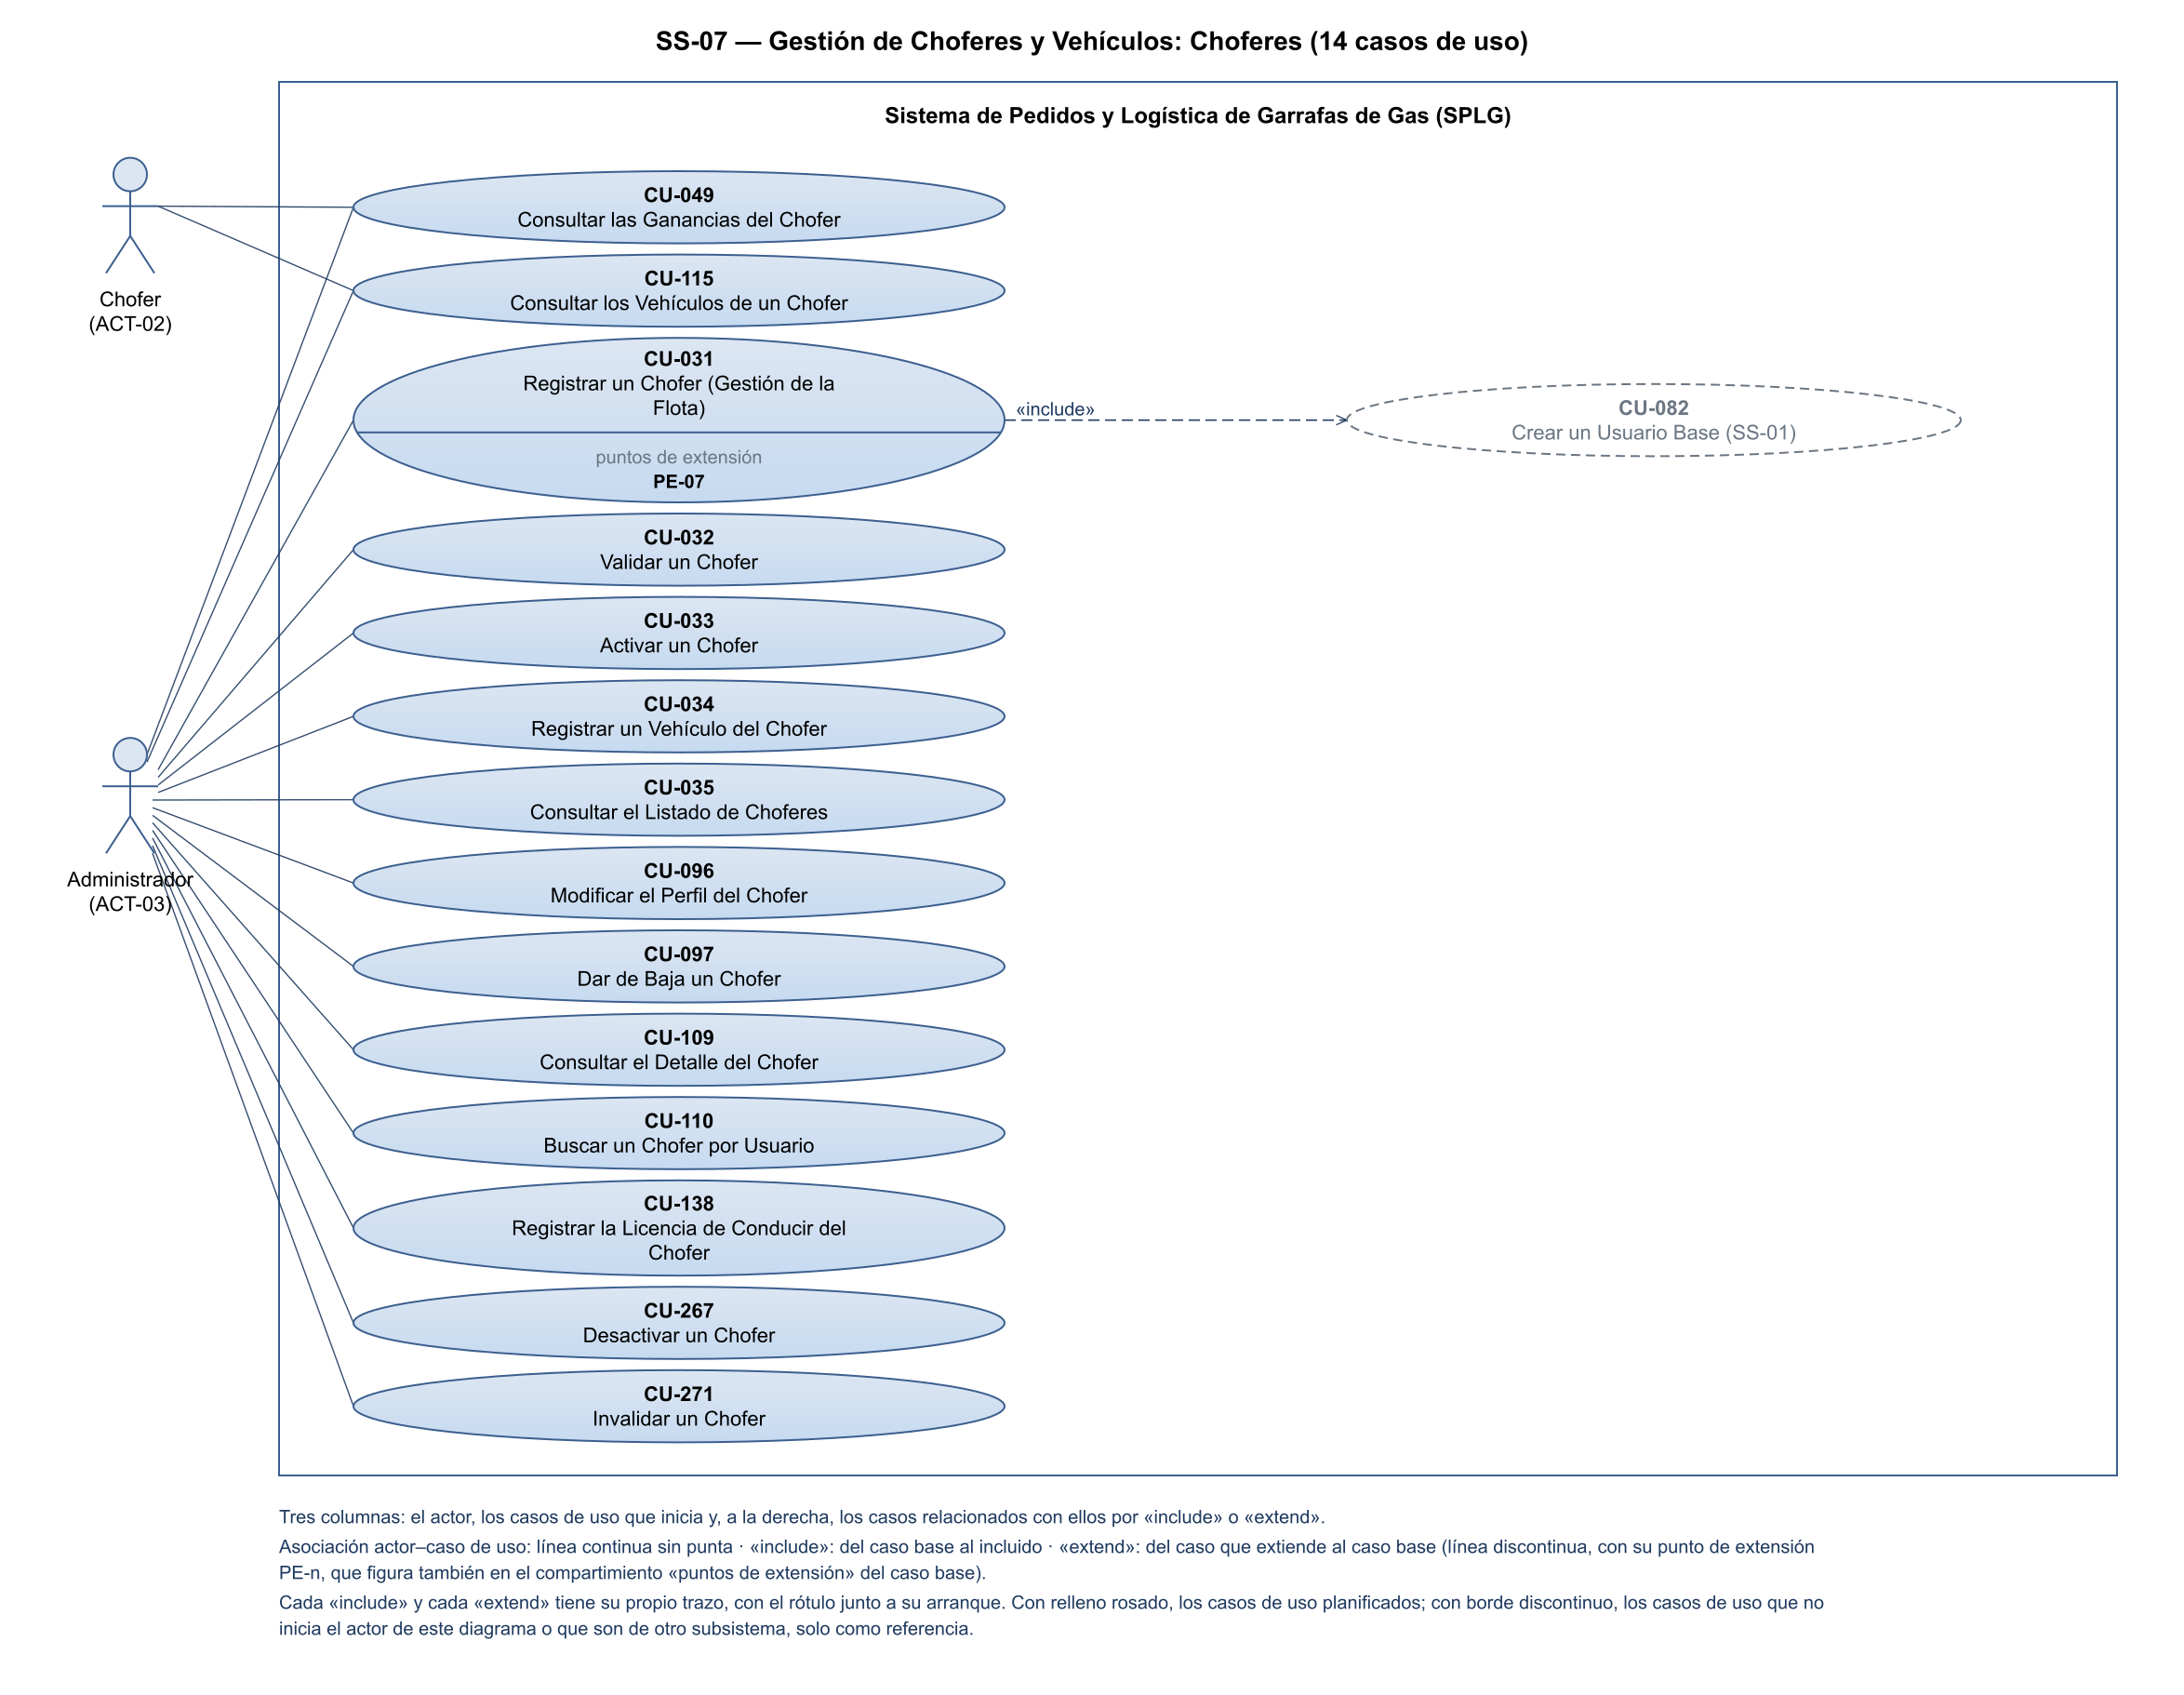 SS-07 — Gestión de Choferes y Vehículos: Choferes (14 casos de uso)
Sistema de Pedidos y Logística de Garrafas de Gas (SPLG)
Chofer
(ACT-02)
CU-049
Consultar las Ganancias del Chofer
CU-115
Consultar los Vehículos de un Chofer
CU-031
Registrar un Chofer (Gestión de la
Flota)
puntos de extensión
PE-07
«include»
CU-082
Crear un Usuario Base (SS-01)
CU-032
Validar un Chofer
CU-033
Activar un Chofer
CU-034
Registrar un Vehículo del Chofer
Administrador
(ACT-03)
CU-035
Consultar el Listado de Choferes
CU-096
Modificar el Perfil del Chofer
CU-097
Dar de Baja un Chofer
CU-109
Consultar el Detalle del Chofer
CU-110
Buscar un Chofer por Usuario
CU-138
Registrar la Licencia de Conducir del
Chofer
CU-267
Desactivar un Chofer
CU-271
Invalidar un Chofer
Tres columnas: el actor, los casos de uso que inicia y, a la derecha, los casos relacionados con ellos por «include» o «extend».
Asociación actor–caso de uso: línea continua sin punta · «include»: del caso base al incluido · «extend»: del caso que extiende al caso base (línea discontinua, con su punto de extensión
PE-n, que figura también en el compartimiento «puntos de extensión» del caso base).
Cada «include» y cada «extend» tiene su propio trazo, con el rótulo junto a su arranque. Con relleno rosado, los casos de uso planificados; con borde discontinuo, los casos de uso que no
inicia el actor de este diagrama o que son de otro subsistema, solo como referencia.